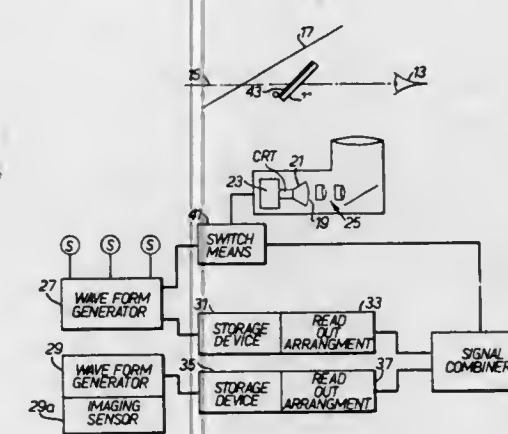 17
15
13
43
11
CRT
21
23
19
25
41
SWITCH
MEANS
S S S
27
WAVE FORM
GENERATOR
31
33
STORAGE
DEVICE
READ
OUT
ARRANGMENT
29
WAVE FORM
GENERATOR
35
37
STORAGE
DEVICE
READ
OUT
ARRANGMENT
SIGNAL
COMBINER
29a
IMAGING
SENSOR